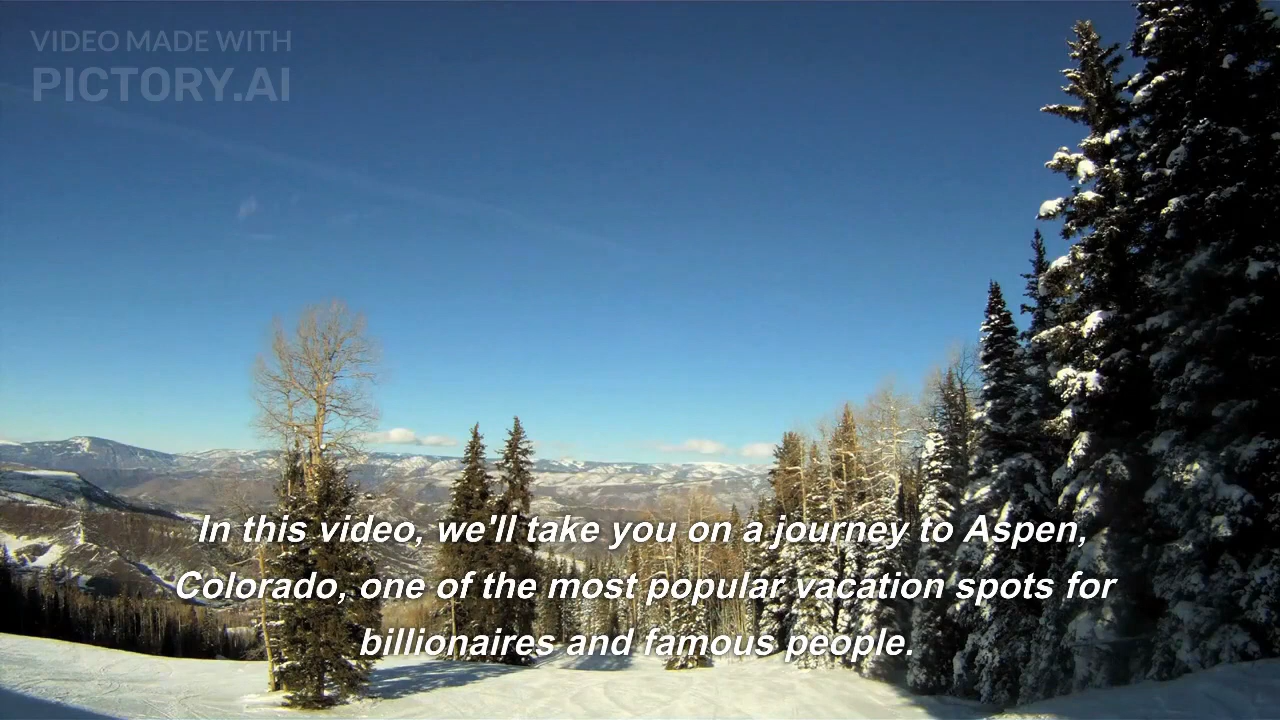 VIDEO MADE WITH
PICTORY.AI
In this video, we'll take you on a journey to Aspen,
Colorado, one of the most popular vacation spots for
billionaires and famous people.